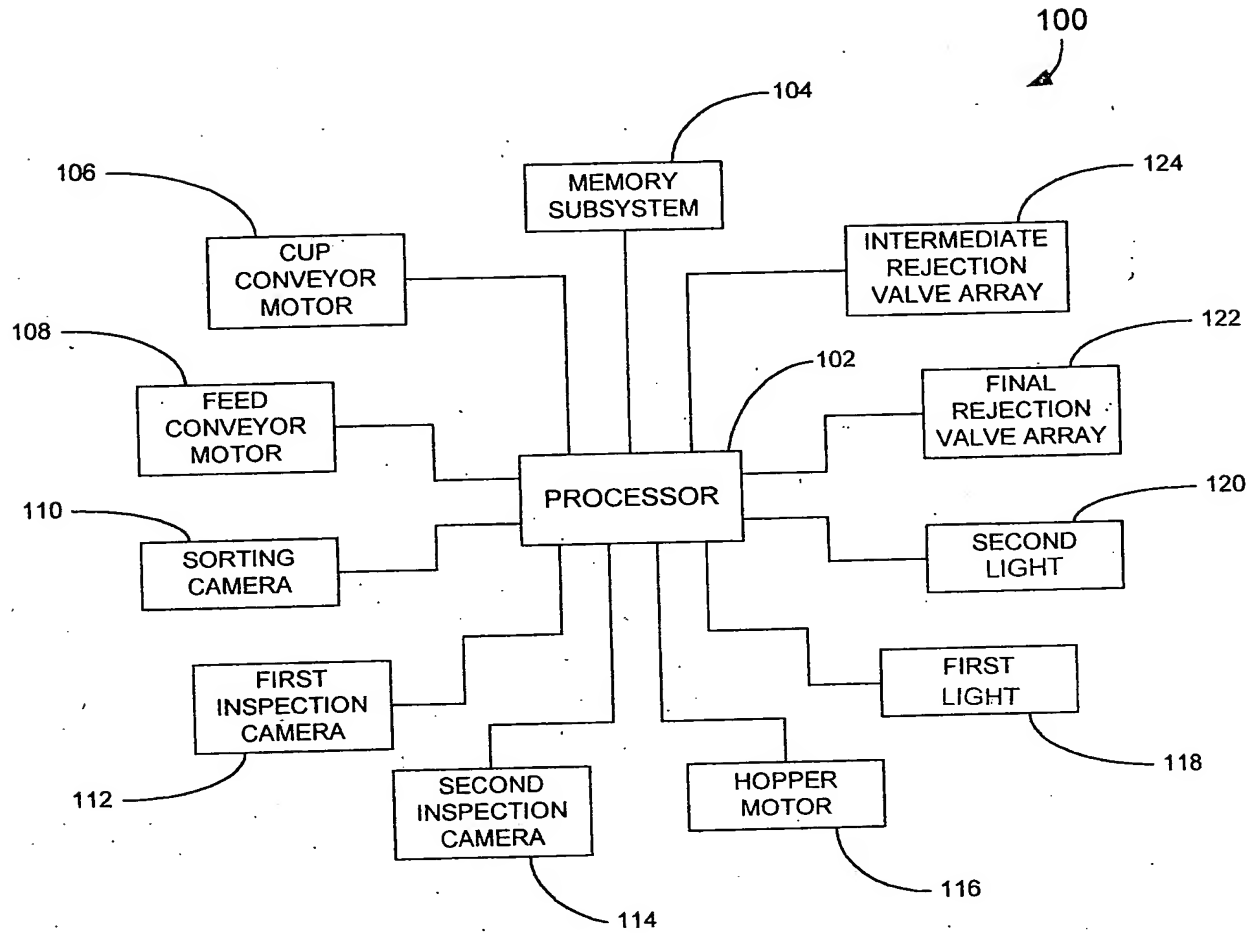 100
104
MEMORY
SUBSYSTEM
106
CUP
CONVEYOR
MOTOR
124
INTERMEDIATE
REJECTION
VALVE ARRAY
108
FEED
CONVEYOR
MOTOR
102
PROCESSOR
122
FINAL
REJECTION
VALVE ARRAY
110
SORTING
CAMERA
120
SECOND
LIGHT
FIRST
INSPECTION
CAMERA
112
FIRST
LIGHT
118
SECOND
INSPECTION
CAMERA
114
HOPPER
MOTOR
116